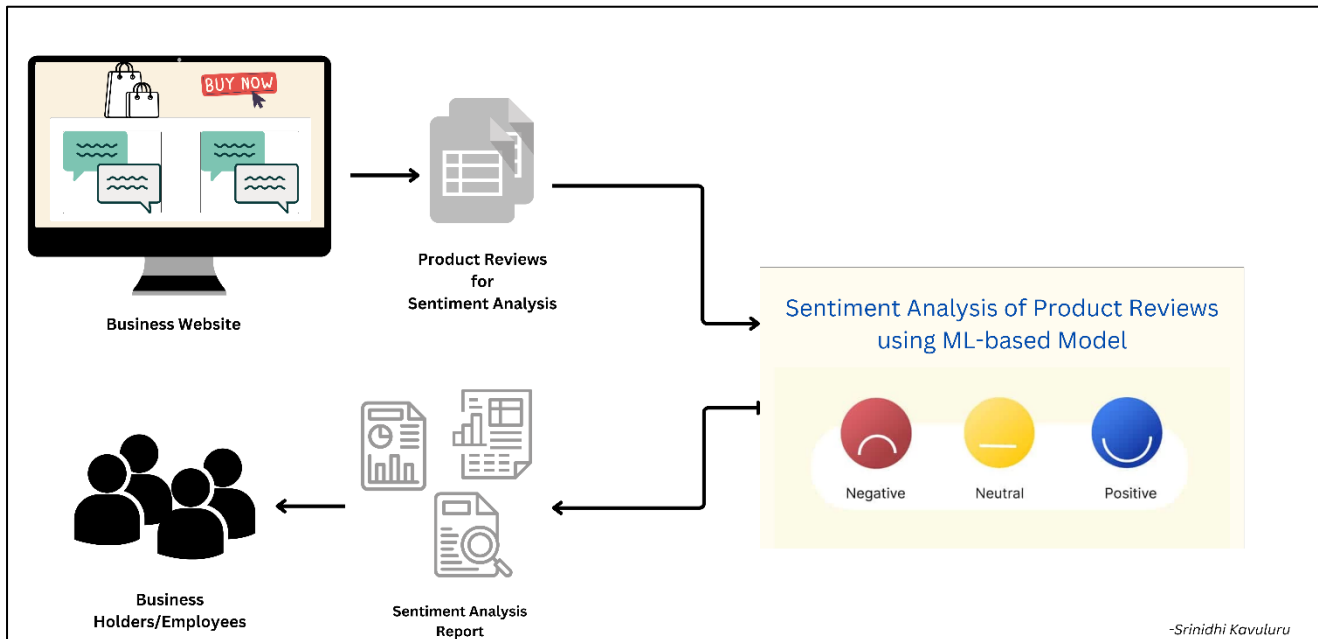 BUY NOW
Business Website
Product Reviews
for
Sentiment Analysis
Sentiment Analysis of Product Reviews
using ML-based Model
Negative
Neutral
Positive
Business
Holders/Employees
Sentiment Analysis
Report
-Srinidhi Kavuluru